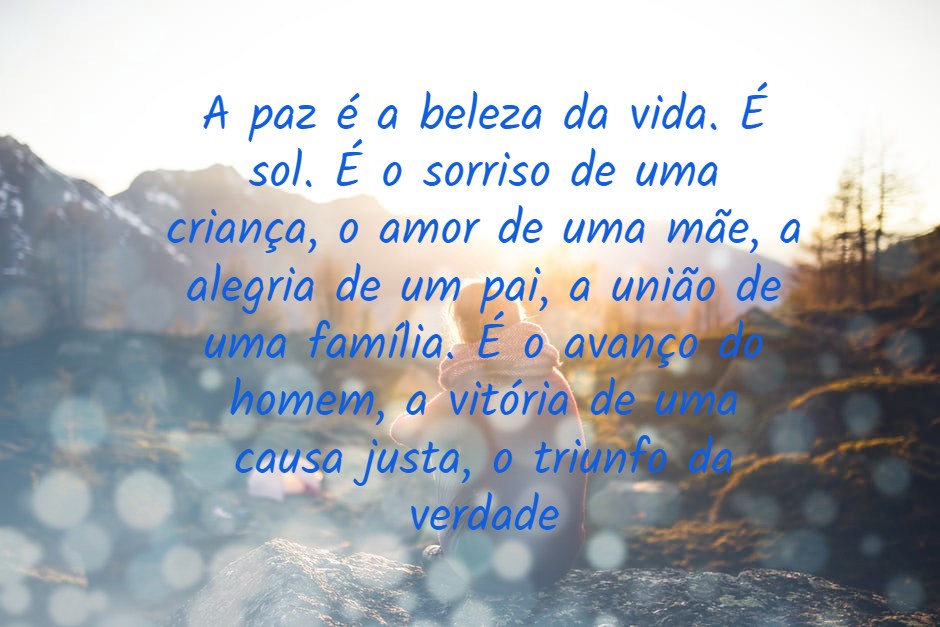 A paz é a beleza da vida. É
sol. É o sorriso de uma
criança, o amor de uma mãe, a
alegria de um pai, a união de
uma família. É o avanço do
homem, a vitória de uma
causa justa, o triunfo da
verdade